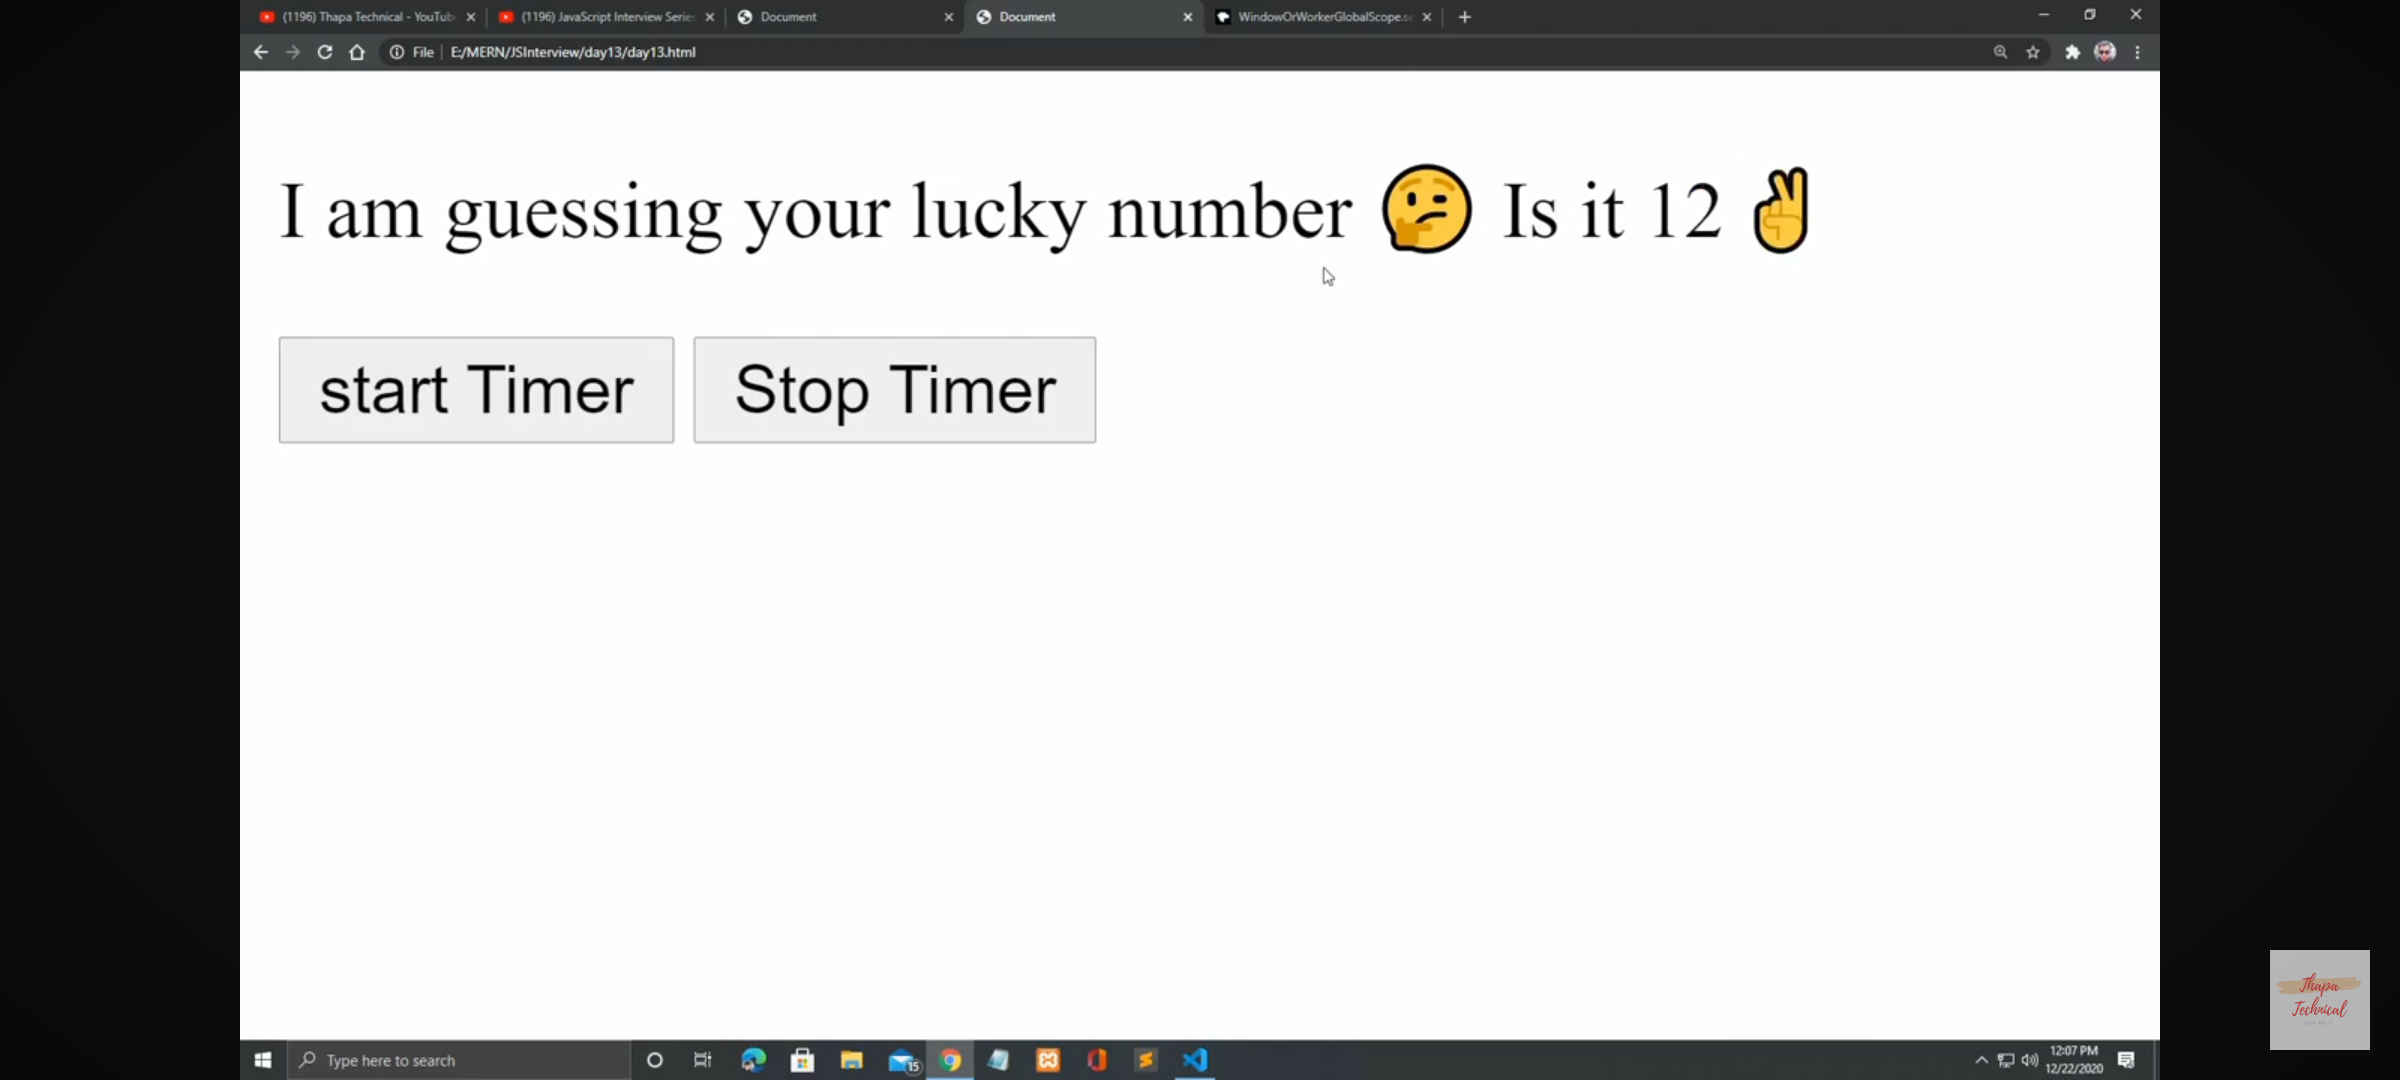 (1196) Thapa Technical - YouTub
(1196) JavaScript Interview Serie
Document
Document
WindowOrWorkerGlobalScope.se
File
E:/MERN/JSInterview/day13/day13.html
I am guessing your lucky number 🤔 Is it 12 ✌
start Timer
Stop Timer
Thapa
Technical
Type here to search
15
12:07 PM
12/22/2020